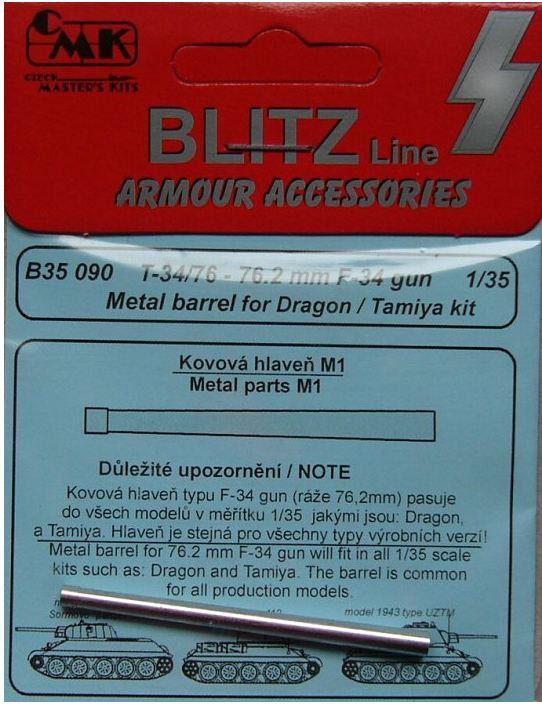 CMK
CZECH
MASTER'S KITS
BLITZ Line
ARMOUR ACCESSORIES
B35 090 T-34/76 - 76.2 mm F-34 gun 1/35
Metal barrel for Dragon / Tamiya kit
Kovová hlaveň M1
Metal parts M1
Důležité upozornění / NOTE
Kovová hlaveň typu F-34 gun (ráže 76,2mm) pasuje
do všech modelů v měřítku 1/35 jakými jsou: Dragon,
a Tamiya. Hlaveň je stejná pro všechny typy výrobních verzí!
Metal barrel for 76.2 mm F-34 gun will fit in all 1/35 scale
kits such as: Dragon and Tamiya. The barrel is common
for all production models.
model 1943 type UZTM